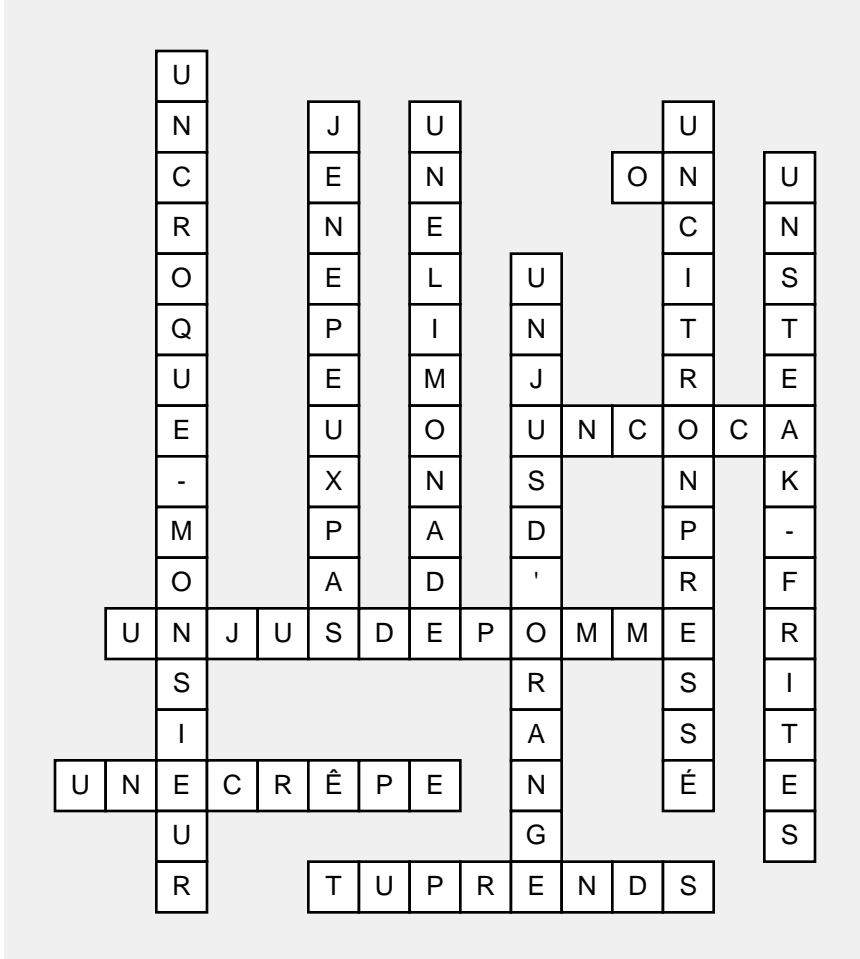 UNCROQUE-MONSIEUR
JENEPEUXPAS
UNELIMONADE
UNCITRONPRESSÉ
ON
UNSTEAK-FRITES
UNJUSD'ORANGE
UNCOCA
UNJUSDEPOMME
UNECRÊPE
TUPRENDS